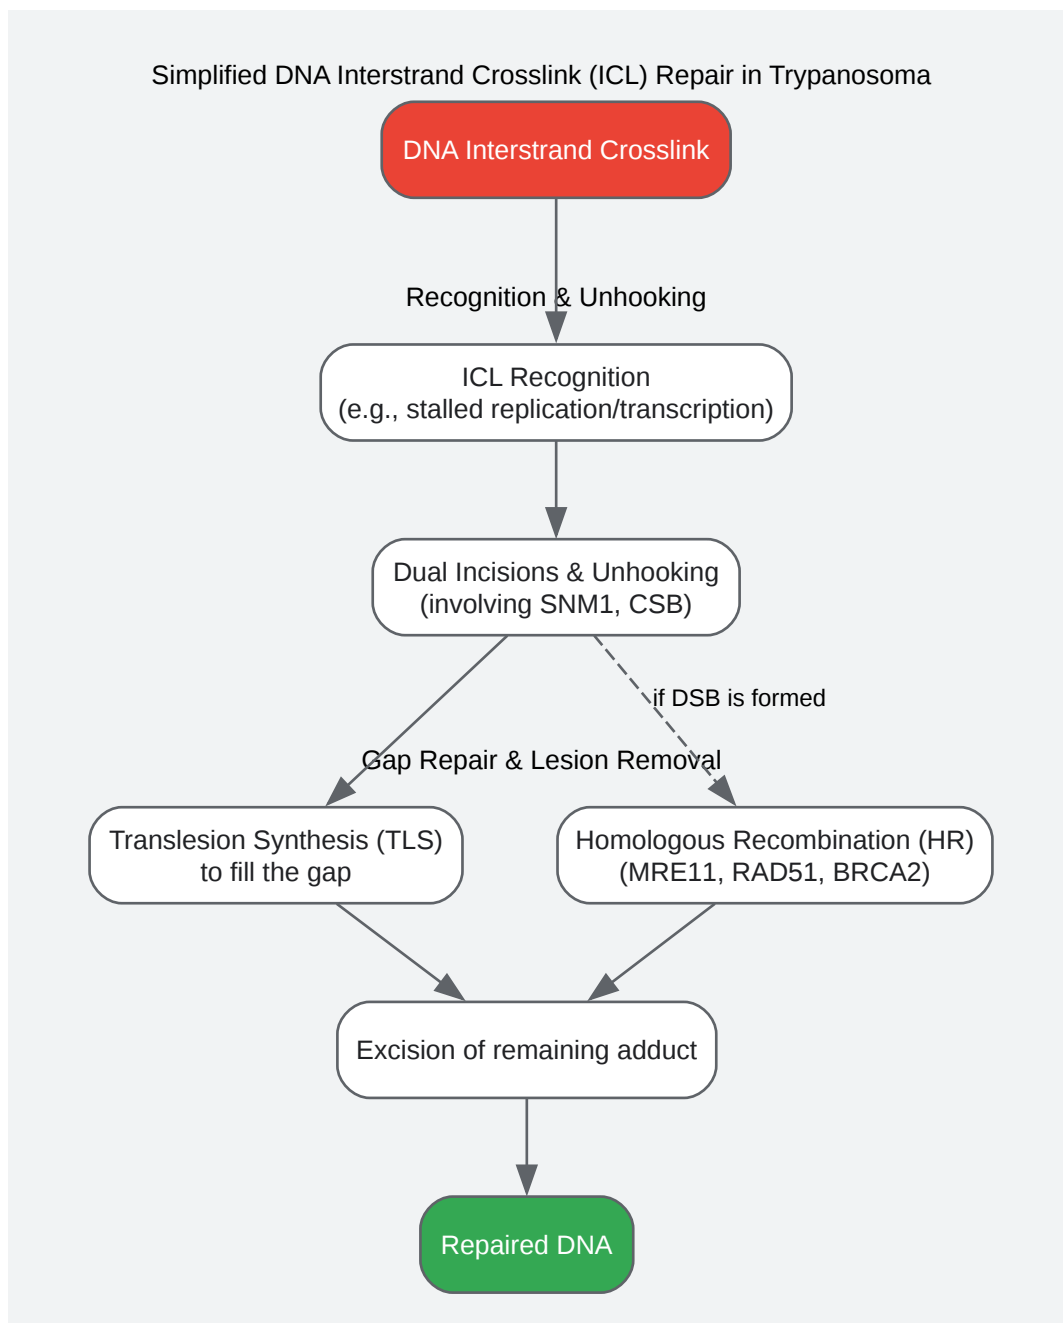 Simplified DNA Interstrand Crosslink (ICL) Repair in Trypanosoma
DNA Interstrand Crosslink
Recognition & Unhooking
ICL Recognition
(e.g., stalled replication/transcription)
Dual Incisions & Unhooking
(involving SNM1, CSB)
if DSB is formed
Gap Repair & Lesion Removal
Translesion Synthesis (TLS)
to fill the gap
Homologous Recombination (HR)
(MRE11, RAD51, BRCA2)
Excision of remaining adduct
Repaired DNA